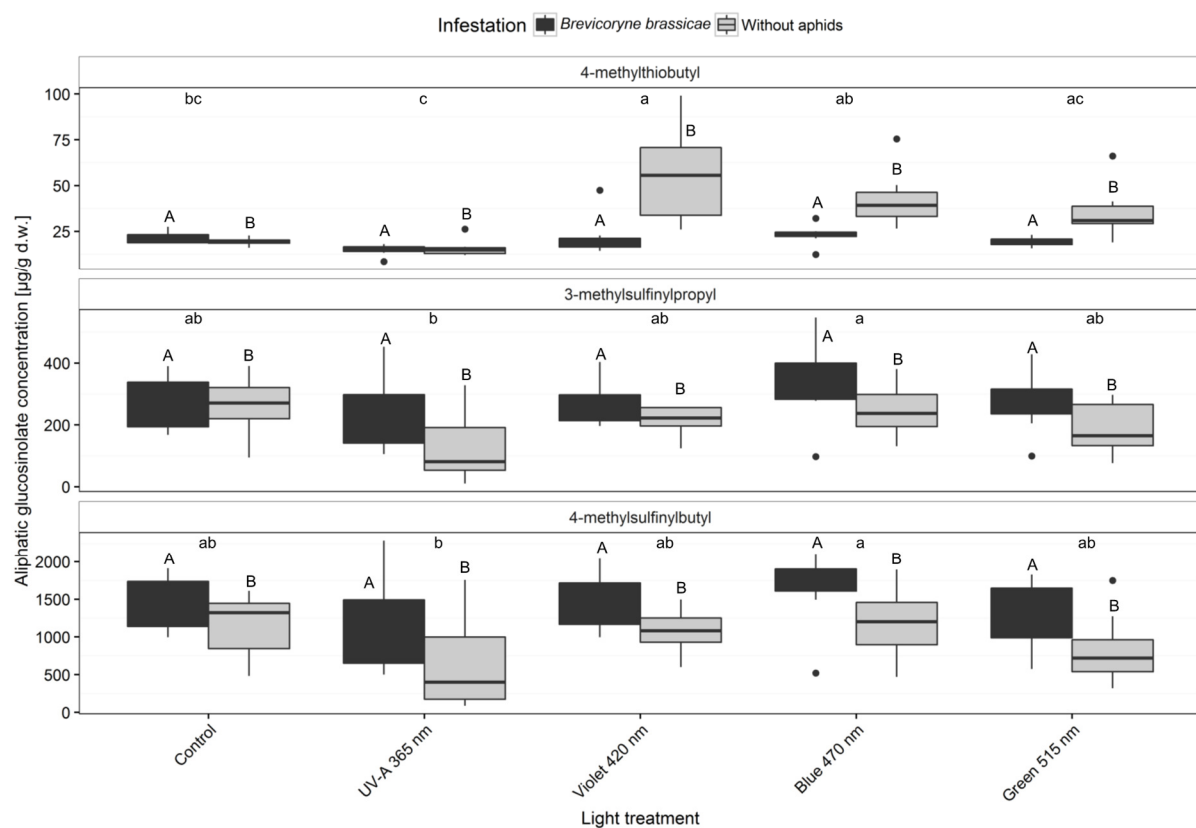 Infestation Brevicoryne brassicae Without aphids
4-methylthiobutyl
bc c a ab ac
100
75
50
25
A B A B A B A B A B
3-methylsulfinylpropyl
ab b ab a ab
400
200
0
A B A B A B A B A B
4-methylsulfinylbutyl
ab b ab a ab
2000
1500
1000
500
0
A B A B A B A B A B
Aliphatic glucosinolate concentration [µg/g d.w.]
Control
UV-A 365 nm
Violet 420 nm
Blue 470 nm
Green 515 nm
Light treatment